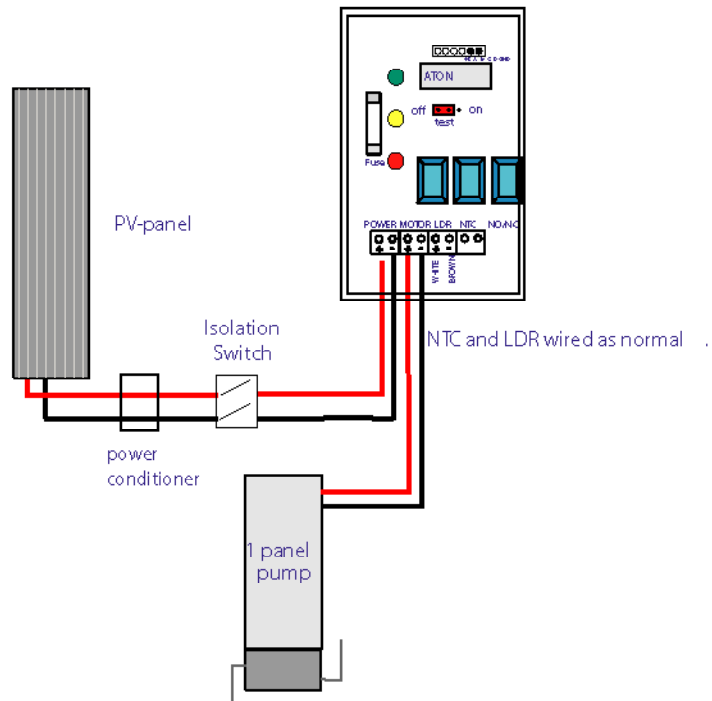 ATON
off
on
test
Fuse
POWER MOTOR LDR NTC NO/NC
+ - + - + -
WHITE
BROWN
PV-panel
Isolation
Switch
NTC and LDR wired as normal .
power
conditioner
1 panel
pump